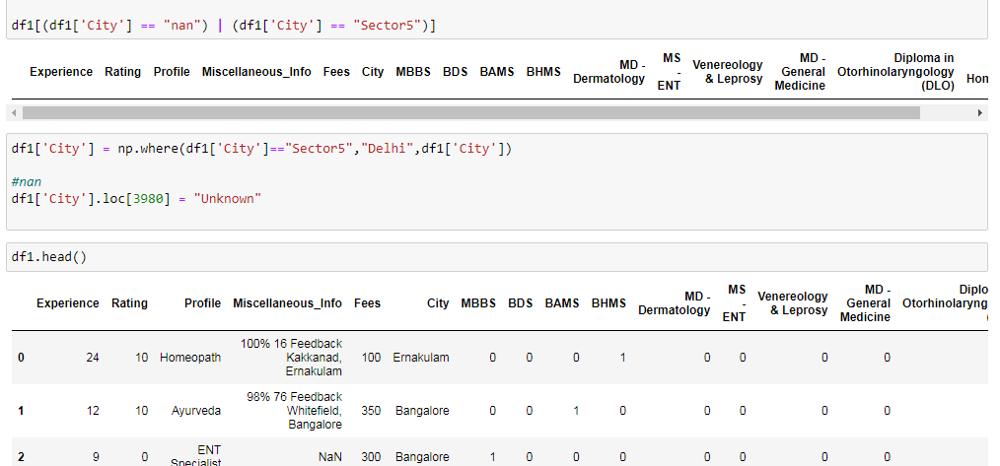 df1[(df1['City'] == "nan") | (df1['City'] == "Sector5")]
Experience Rating Profile Miscellaneous_Info Fees City MBBS BDS BAMS BHMS MD - Dermatology MS - ENT Venereology & Leprosy MD - General Medicine Diploma in Otorhinolaryngology (DLO) Hon
df1['City'] = np.where(df1['City']=="Sector5","Delhi",df1['City'])
#nan
df1['City'].loc[3980] = "Unknown"
df1.head()
Experience Rating Profile Miscellaneous_Info Fees City MBBS BDS BAMS BHMS MD - Dermatology MS - ENT Venereology & Leprosy MD - General Medicine Diplo Otorhinolaryng (
0 24 10 Homeopath 100% 16 Feedback Kakkanad, Ernakulam 100 Ernakulam 0 0 0 1 0 0 0 0
1 12 10 Ayurveda 98% 76 Feedback Whitefield, Bangalore 350 Bangalore 0 0 1 0 0 0 0 0
2 9 0 ENT Specialist NaN 300 Bangalore 1 0 0 0 0 0 0 0